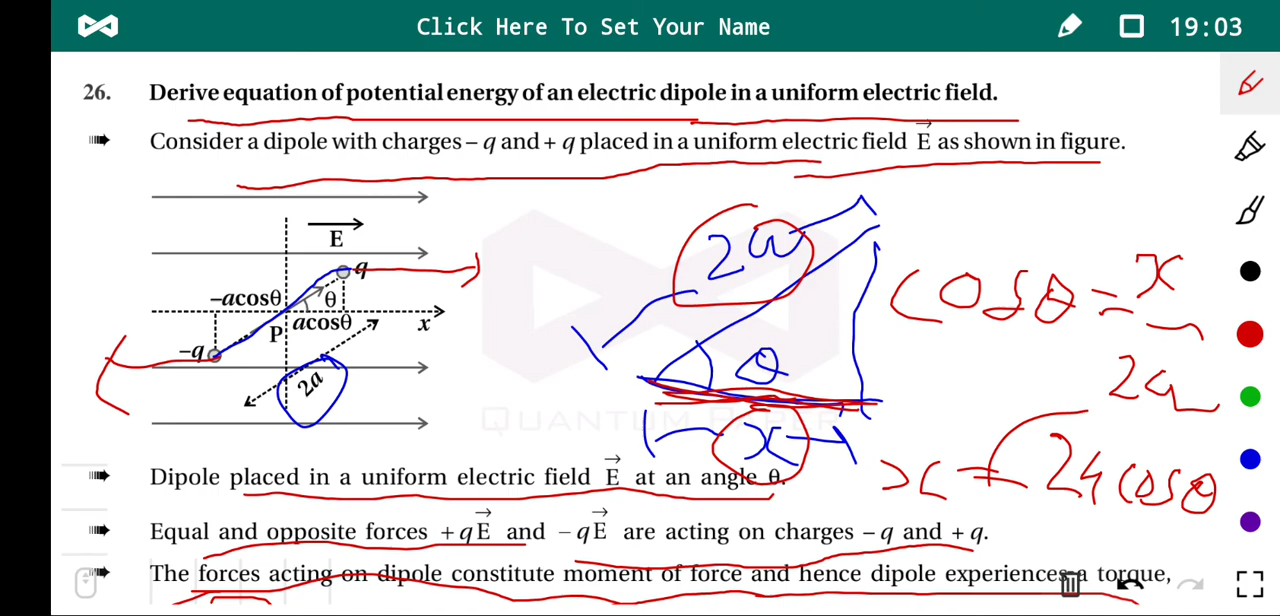 Click Here To Set Your Name
19:03
26. Derive equation of potential energy of an electric dipole in a uniform electric field.
Consider a dipole with charges – q and + q placed in a uniform electric field E⃗ as shown in figure.
E
q
–acosθ
θ
acosθ
x
P
–q
2a
2a
θ
x
cosθ = x/2a
x = 2a cosθ
QUANTUM PAPER
Dipole placed in a uniform electric field E⃗ at an angle θ.
Equal and opposite forces + qE⃗ and – qE⃗ are acting on charges – q and + q.
The forces acting on dipole constitute moment of force and hence dipole experiences a torque,